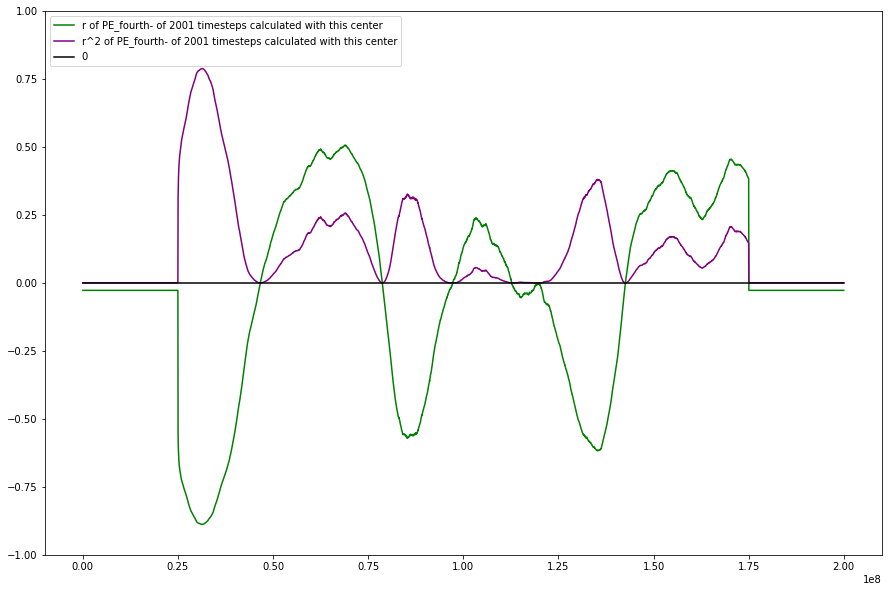 1.00
0.75
0.50
0.25
0.00
−0.25
−0.50
−0.75
−1.00
r of PE_fourth- of 2001 timesteps calculated with this center
r^2 of PE_fourth- of 2001 timesteps calculated with this center
0
0.00 0.25 0.50 0.75 1.00 1.25 1.50 1.75 2.00
1e8